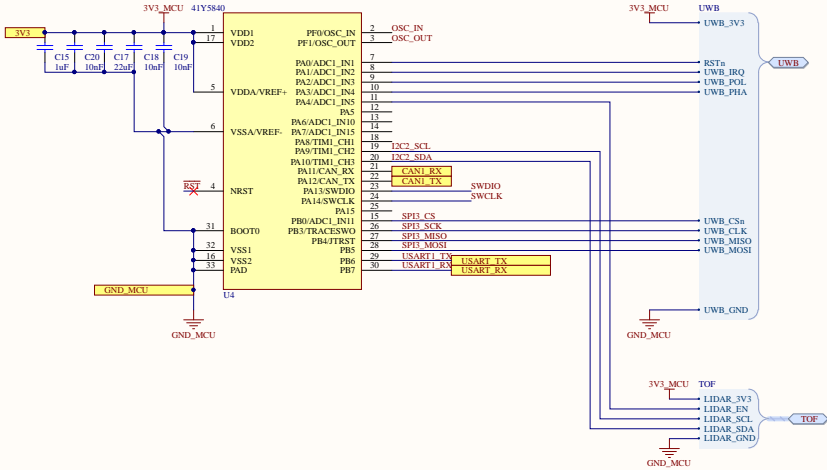 3V3_MCU
41Y5840
3V3
C15
1uF
C20
10nF
C17
22uF
C18
10nF
C19
10nF
1
17
5
6
4
31
32
16
33
RST
GND_MCU
GND_MCU
VDD1
VDD2
VDDA/VREF+
VSSA/VREF-
NRST
BOOT0
VSS1
VSS2
PAD
U4
PF0/OSC_IN 2 OSC_IN
PF1/OSC_OUT 3 OSC_OUT
PA0/ADC1_IN1 7
PA1/ADC1_IN2 8
PA2/ADC1_IN3 9
PA3/ADC1_IN4 10
PA4/ADC1_IN5 11
PA5 12
PA6/ADC1_IN10 13
PA7/ADC1_IN15 14
PA8/TIM1_CH1 18
PA9/TIM1_CH2 19 I2C2_SCL
PA10/TIM1_CH3 20 I2C2_SDA
PA11/CAN_RX 21 CAN1_RX
PA12/CAN_TX 22 CAN1_TX
PA13/SWDIO 23 SWDIO
PA14/SWCLK 24 SWCLK
PA15 25
PB0/ADC1_IN11 15 SPI3_CS
PB3/TRACESWO 26 SPI3_SCK
PB4/JTRST 27 SPI3_MISO
PB5 28 SPI3_MOSI
PB6 29 USART1_TX USART_TX
PB7 30 USART1_RX USART_RX
3V3_MCU
UWB
UWB_3V3
RSTn
UWB_IRQ
UWB_POL
UWB_PHA
UWB_CSn
UWB_CLK
UWB_MISO
UWB_MOSI
UWB_GND
GND_MCU
UWB
3V3_MCU
TOF
LIDAR_3V3
LIDAR_EN
LIDAR_SCL
LIDAR_SDA
LIDAR_GND
GND_MCU
TOF